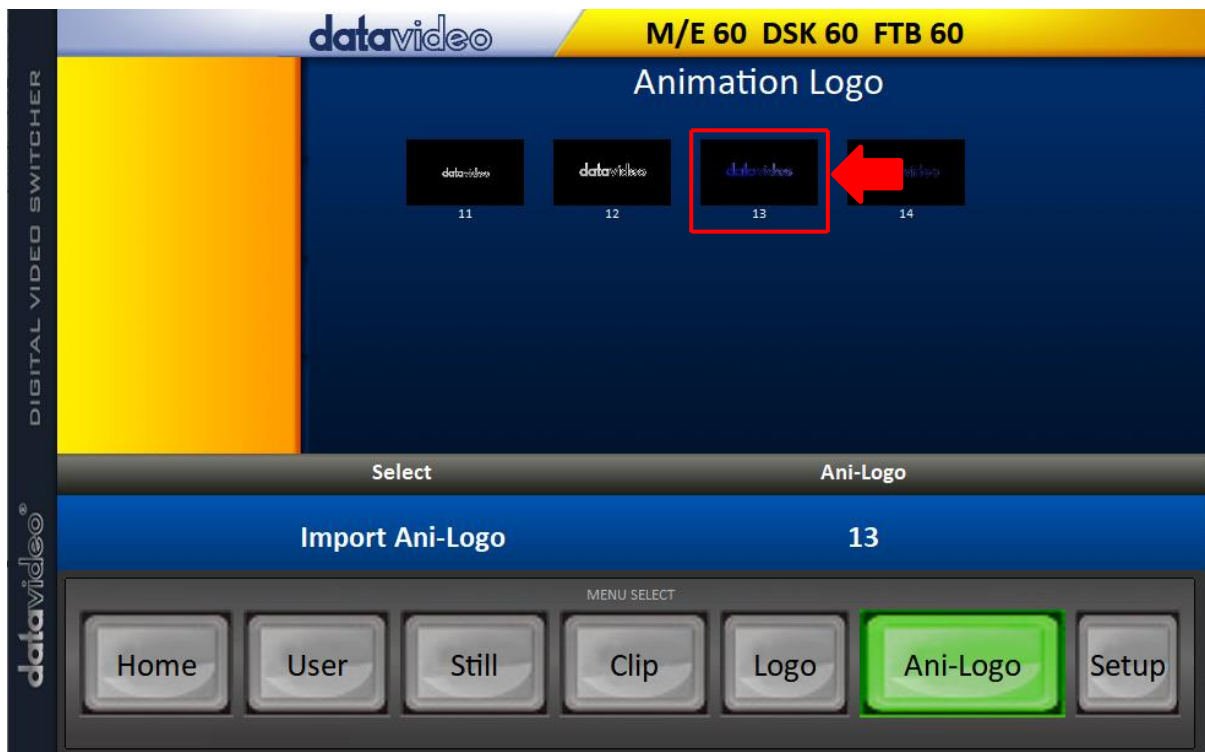 datavideo
M/E 60 DSK 60 FTB 60
DIGITAL VIDEO SWITCHER
Animation Logo
datavideo
datavideo
datavideo
11
12
13
14
Select
Ani-Logo
Import Ani-Logo
13
datavideo®
MENU SELECT
Home
User
Still
Clip
Logo
Ani-Logo
Setup